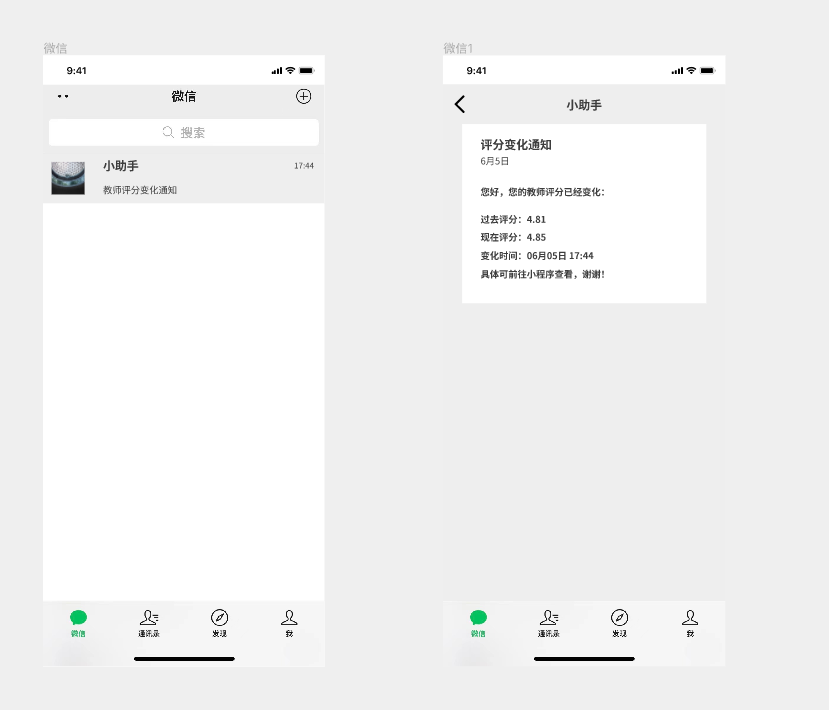 微信
9:41
微信
搜索
小助手
17:44
教师评分变化通知
微信
通讯录
发现
我
微信1
9:41
小助手
评分变化通知
6月5日
您好，您的教师评分已经变化：
过去评分：4.81
现在评分：4.85
变化时间：06月05日 17:44
具体可前往小程序查看，谢谢！
微信
通讯录
发现
我